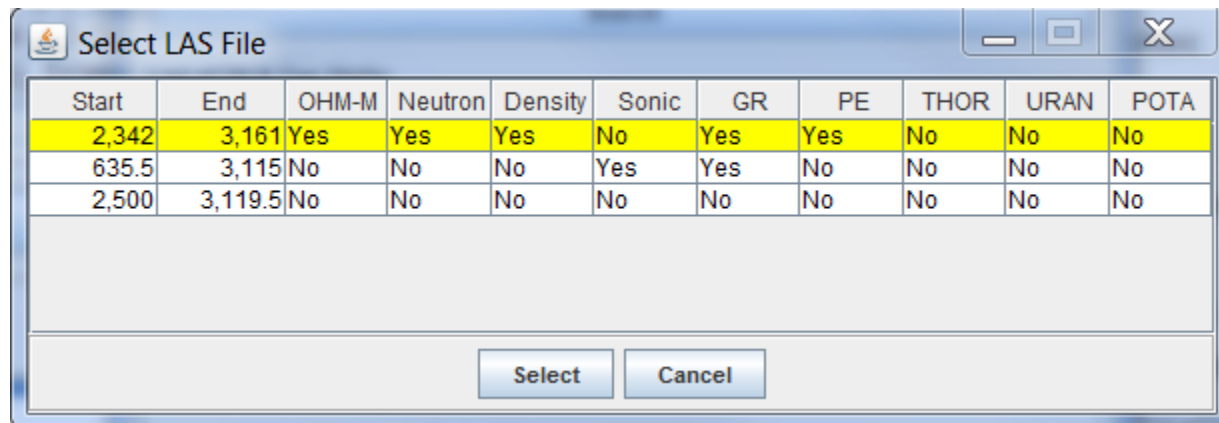 Select LAS File
Start End OHM-M Neutron Density Sonic GR PE THOR URAN POTA
2,342 3,161 Yes Yes Yes No Yes Yes No No No
635.5 3,115 No No No Yes Yes No No No No
2,500 3,119.5 No No No No No No No No No
Select Cancel